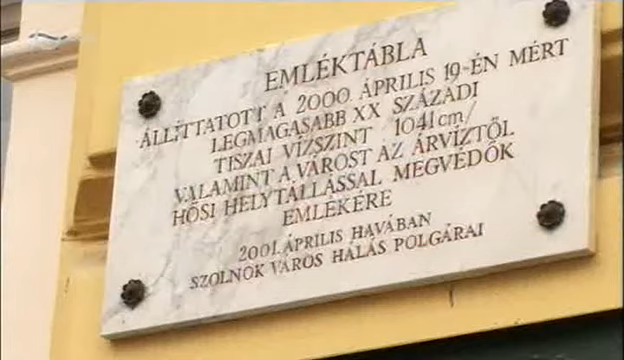 EMLÉKTÁBLA
ÁLLÍTTATOTT A 2000. ÁPRILIS 19-ÉN MÉRT
LEGMAGASABB XX SZÁZADI
TISZAI VÍZSZINT 1041 cm/
VALAMINT A VÁROST AZ ÁRVÍZTŐL
HŐSI HELYTÁLLÁSSAL MEGVÉDŐK
EMLÉKÉRE
2001. ÁPRILIS HAVÁBAN
SZOLNOK VÁROS HÁLÁS POLGÁRAI